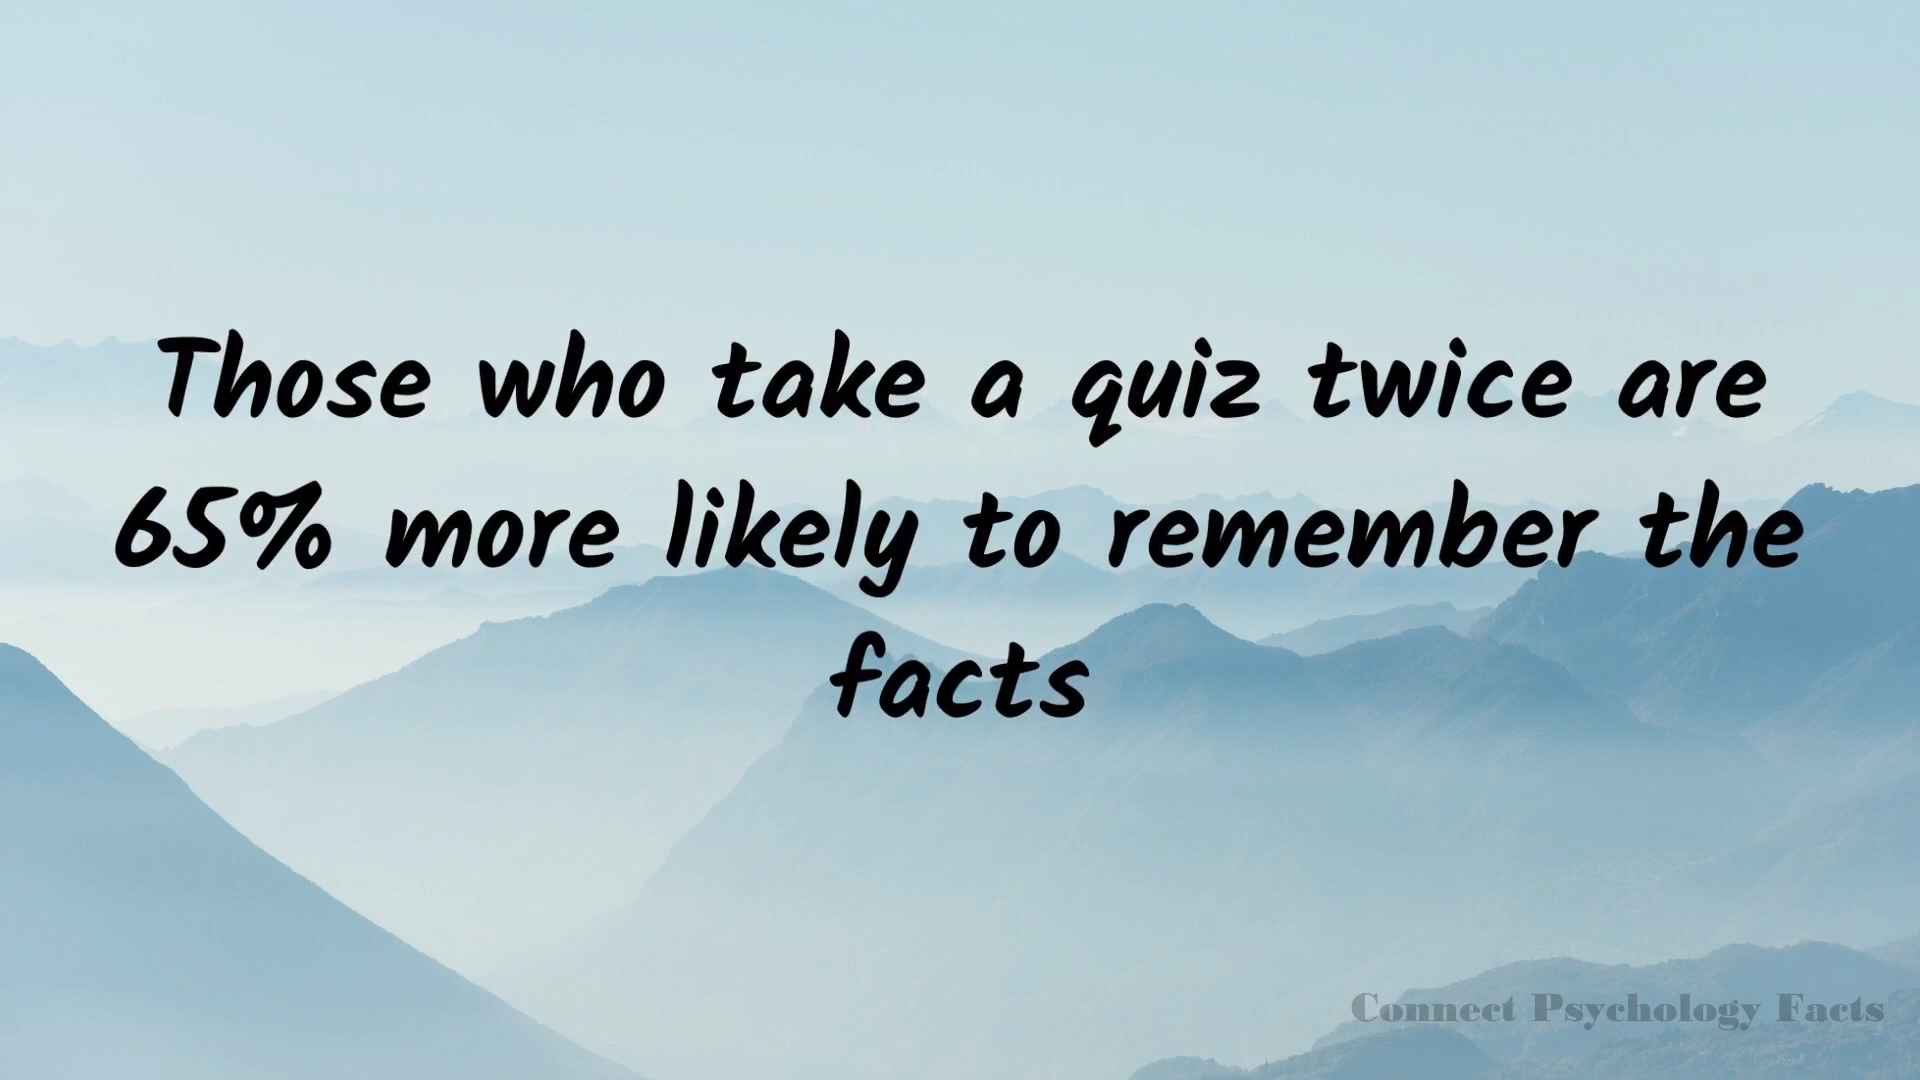 Those who take a quiz twice are
65% more likely to remember the
facts
Connect Psychology Facts